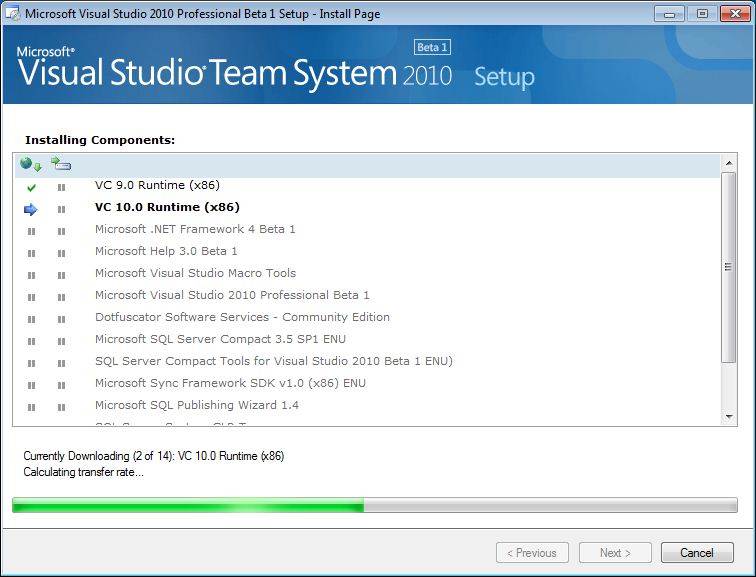 Microsoft Visual Studio 2010 Professional Beta 1 Setup - Install Page
Microsoft®
Visual Studio® Team System 2010 Beta 1 Setup
Installing Components:
VC 9.0 Runtime (x86)
VC 10.0 Runtime (x86)
Microsoft .NET Framework 4 Beta 1
Microsoft Help 3.0 Beta 1
Microsoft Visual Studio Macro Tools
Microsoft Visual Studio 2010 Professional Beta 1
Dotfuscator Software Services - Community Edition
Microsoft SQL Server Compact 3.5 SP1 ENU
SQL Server Compact Tools for Visual Studio 2010 Beta 1 ENU)
Microsoft Sync Framework SDK v1.0 (x86) ENU
Microsoft SQL Publishing Wizard 1.4
Currently Downloading (2 of 14): VC 10.0 Runtime (x86)
Calculating transfer rate...
< Previous Next > Cancel